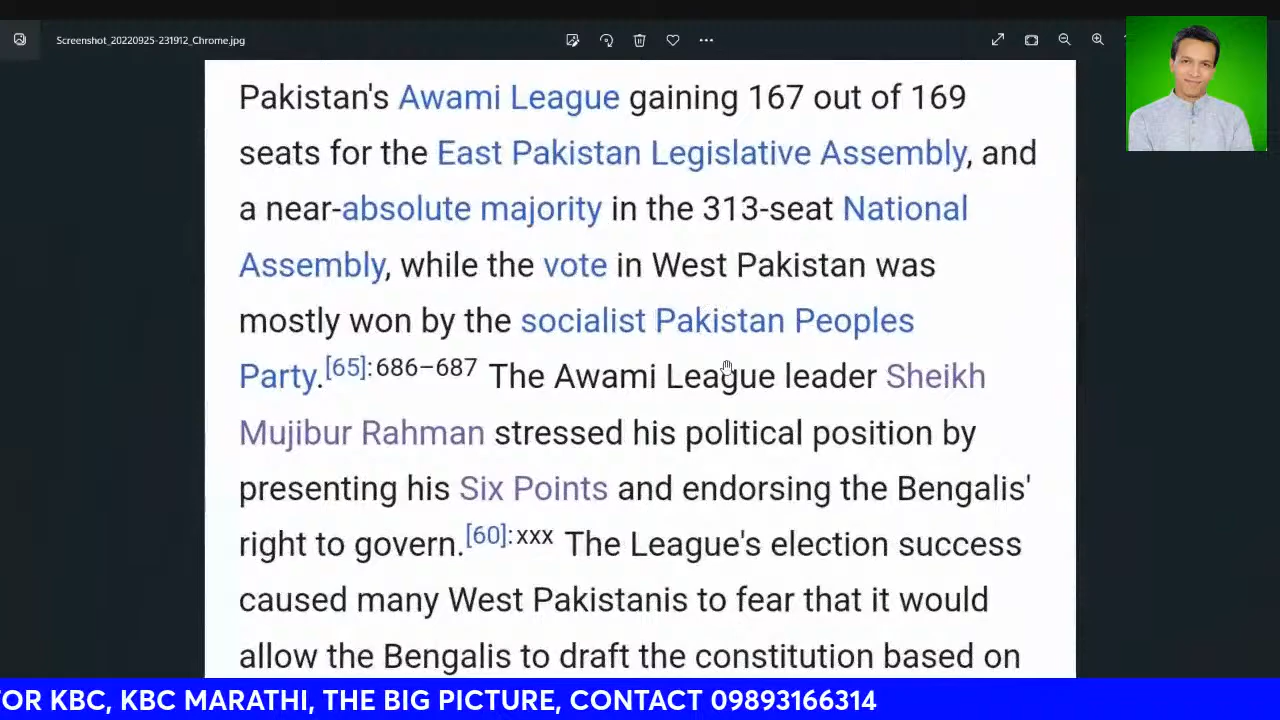 Screenshot_20220925-231912_Chrome.jpg
Pakistan's Awami League gaining 167 out of 169
seats for the East Pakistan Legislative Assembly, and
a near-absolute majority in the 313-seat National
Assembly, while the vote in West Pakistan was
mostly won by the socialist Pakistan Peoples
Party.[65]:686–687 The Awami League leader Sheikh
Mujibur Rahman stressed his political position by
presenting his Six Points and endorsing the Bengalis'
right to govern.[60]:xxx The League's election success
caused many West Pakistanis to fear that it would
allow the Bengalis to draft the constitution based on
FOR KBC, KBC MARATHI, THE BIG PICTURE, CONTACT 09893166314